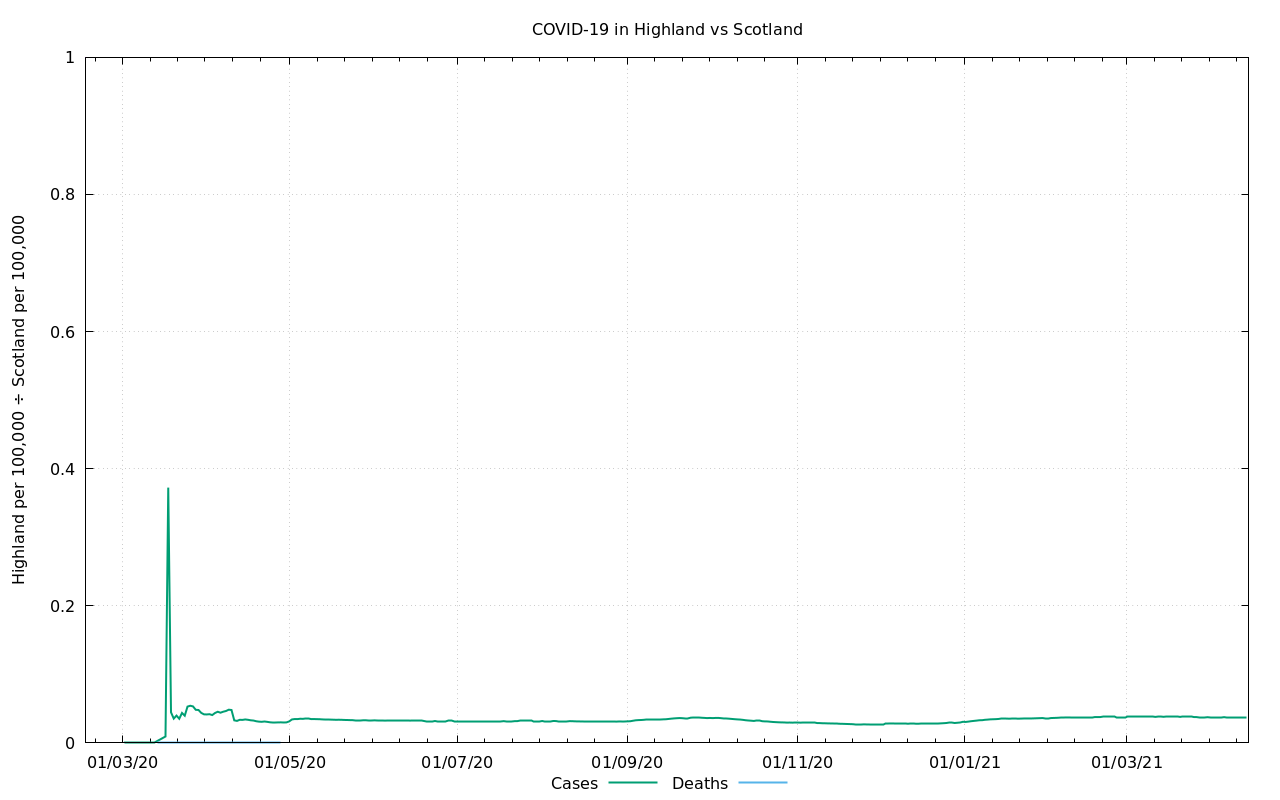 COVID-19 in Highland vs Scotland
Highland per 100,000 ÷ Scotland per 100,000
1
0.8
0.6
0.4
0.2
0
01/03/20 01/05/20 01/07/20 01/09/20 01/11/20 01/01/21 01/03/21
Cases Deaths